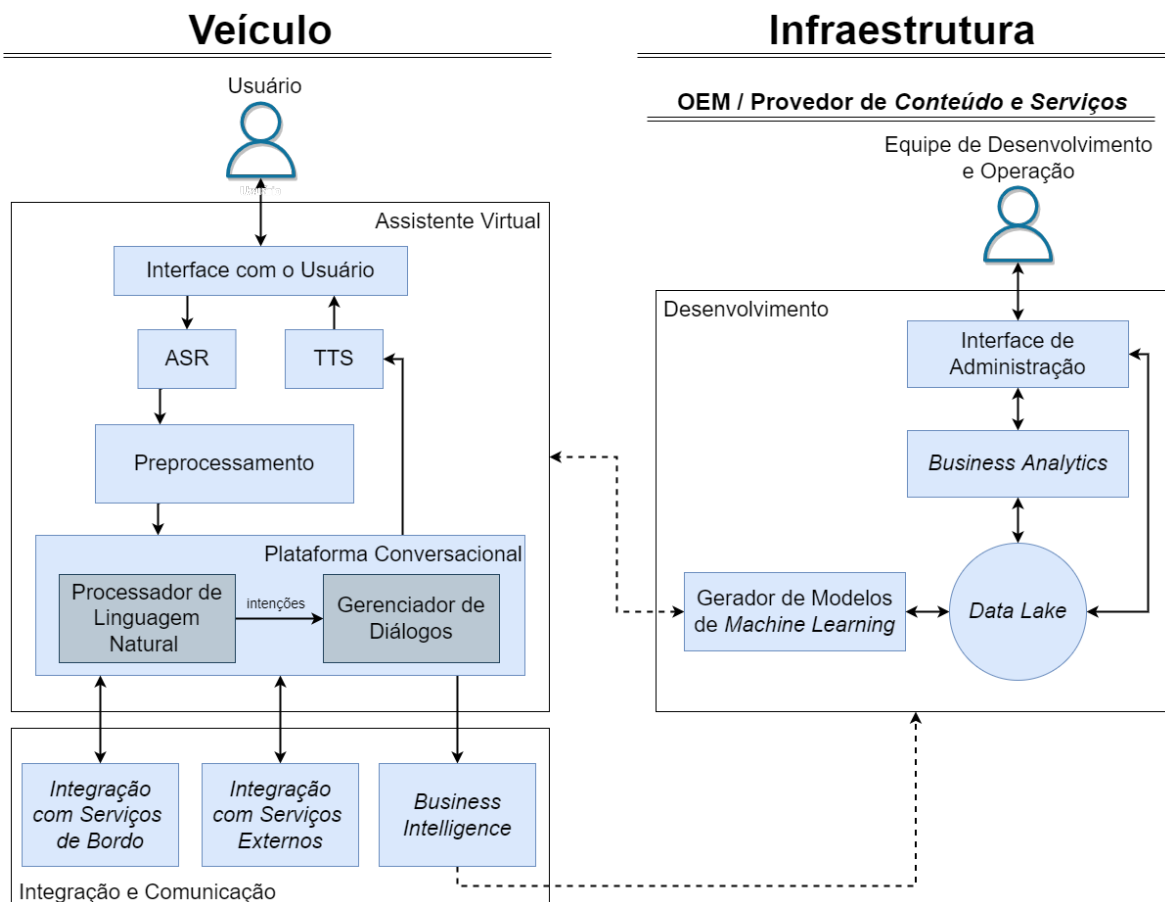 Veículo
Usuário
Usuário
Assistente Virtual
Interface com o Usuário
ASR
TTS
Preprocessamento
Plataforma Conversacional
Processador de
Linguagem
Natural
intenções
Gerenciador de
Diálogos
Integração
com Serviços
de Bordo
Integração
com Serviços
Externos
Business
Intelligence
Integração e Comunicação
Infraestrutura
OEM / Provedor de Conteúdo e Serviços
Equipe de Desenvolvimento
e Operação
Desenvolvimento
Interface de
Administração
Business Analytics
Gerador de Modelos
de Machine Learning
Data Lake